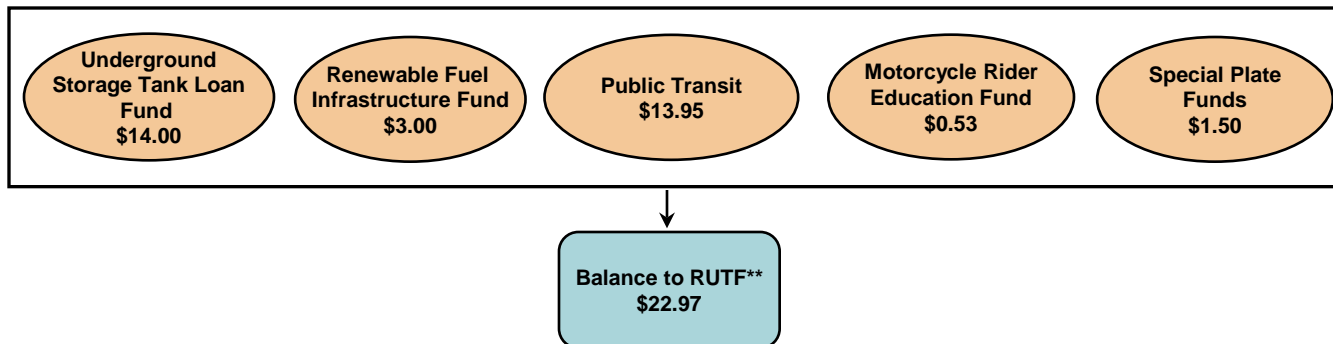 Underground
Storage Tank Loan
Fund
$14.00
Renewable Fuel
Infrastructure Fund
$3.00
Public Transit
$13.95
Motorcycle Rider
Education Fund
$0.53
Special Plate
Funds
$1.50
Balance to RUTF**
$22.97